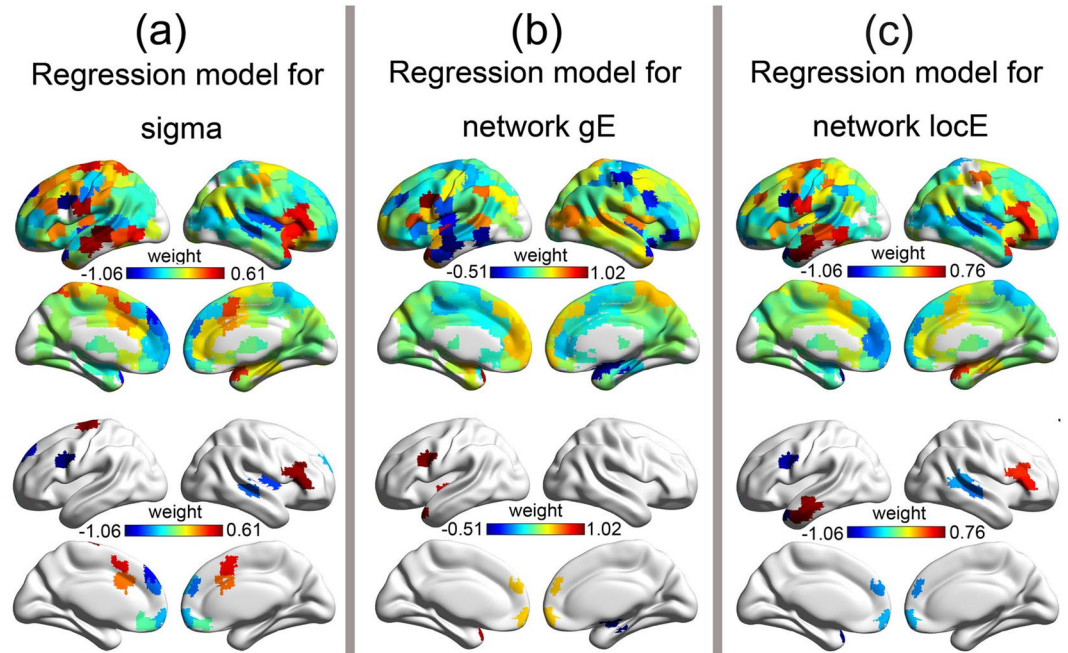 (a)
Regression model for
sigma
weight
-1.06 0.61
weight
-1.06 0.61
(b)
Regression model for
network gE
weight
-0.51 1.02
weight
-0.51 1.02
(c)
Regression model for
network locE
weight
-1.06 0.76
weight
-1.06 0.76